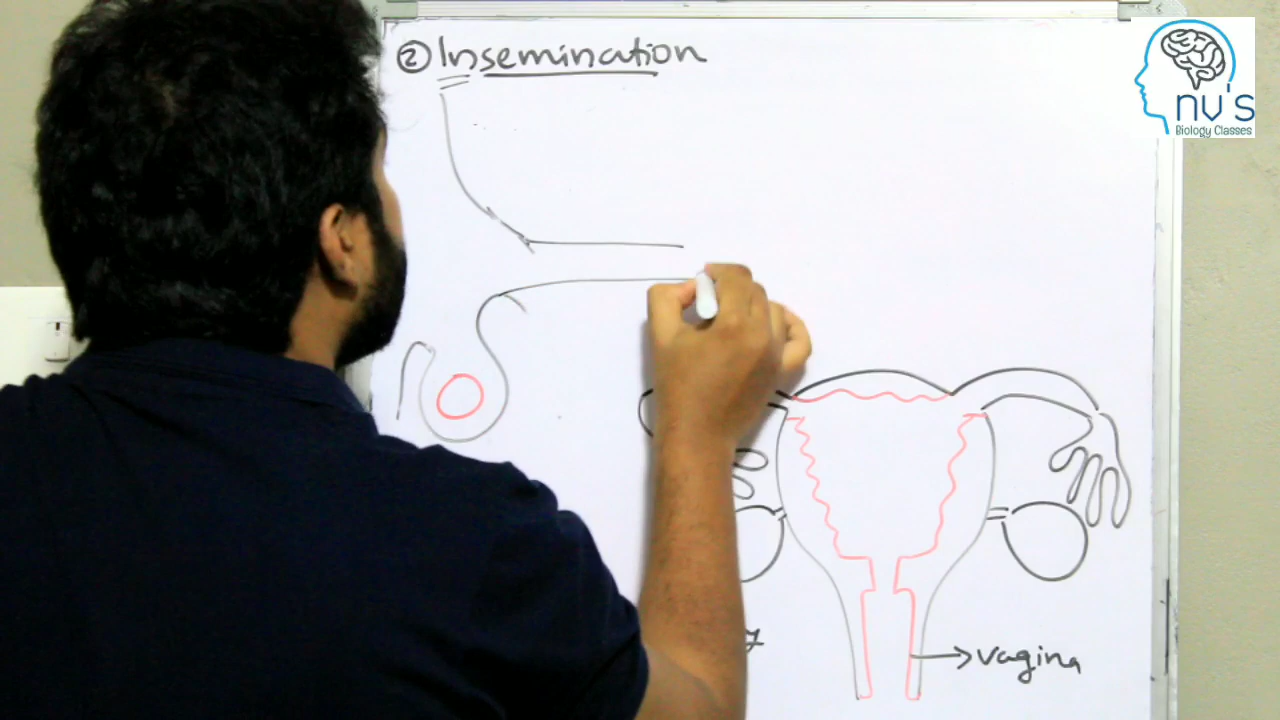 ② Insemination
nv's
Biology Classes
vagina